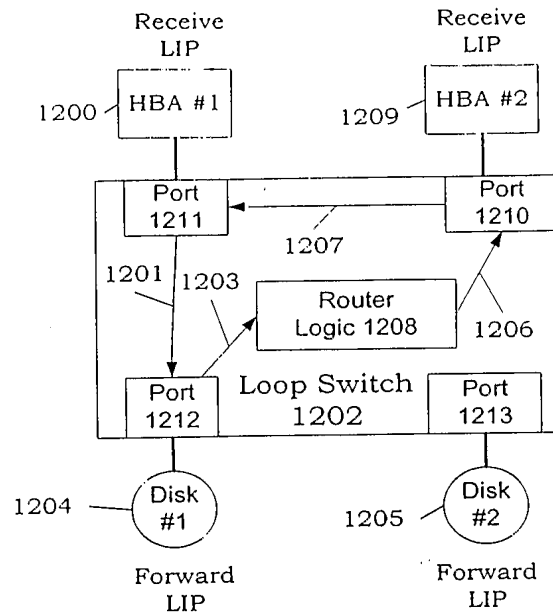 Receive
LIP
Receive
LIP
1200
HBA #1
1209
HBA #2
Port
1211
Port
1210
1207
1201
1203
Router
Logic 1208
1206
Port
1212
Loop Switch
1202
Port
1213
1204
Disk
#1
1205
Disk
#2
Forward
LIP
Forward
LIP